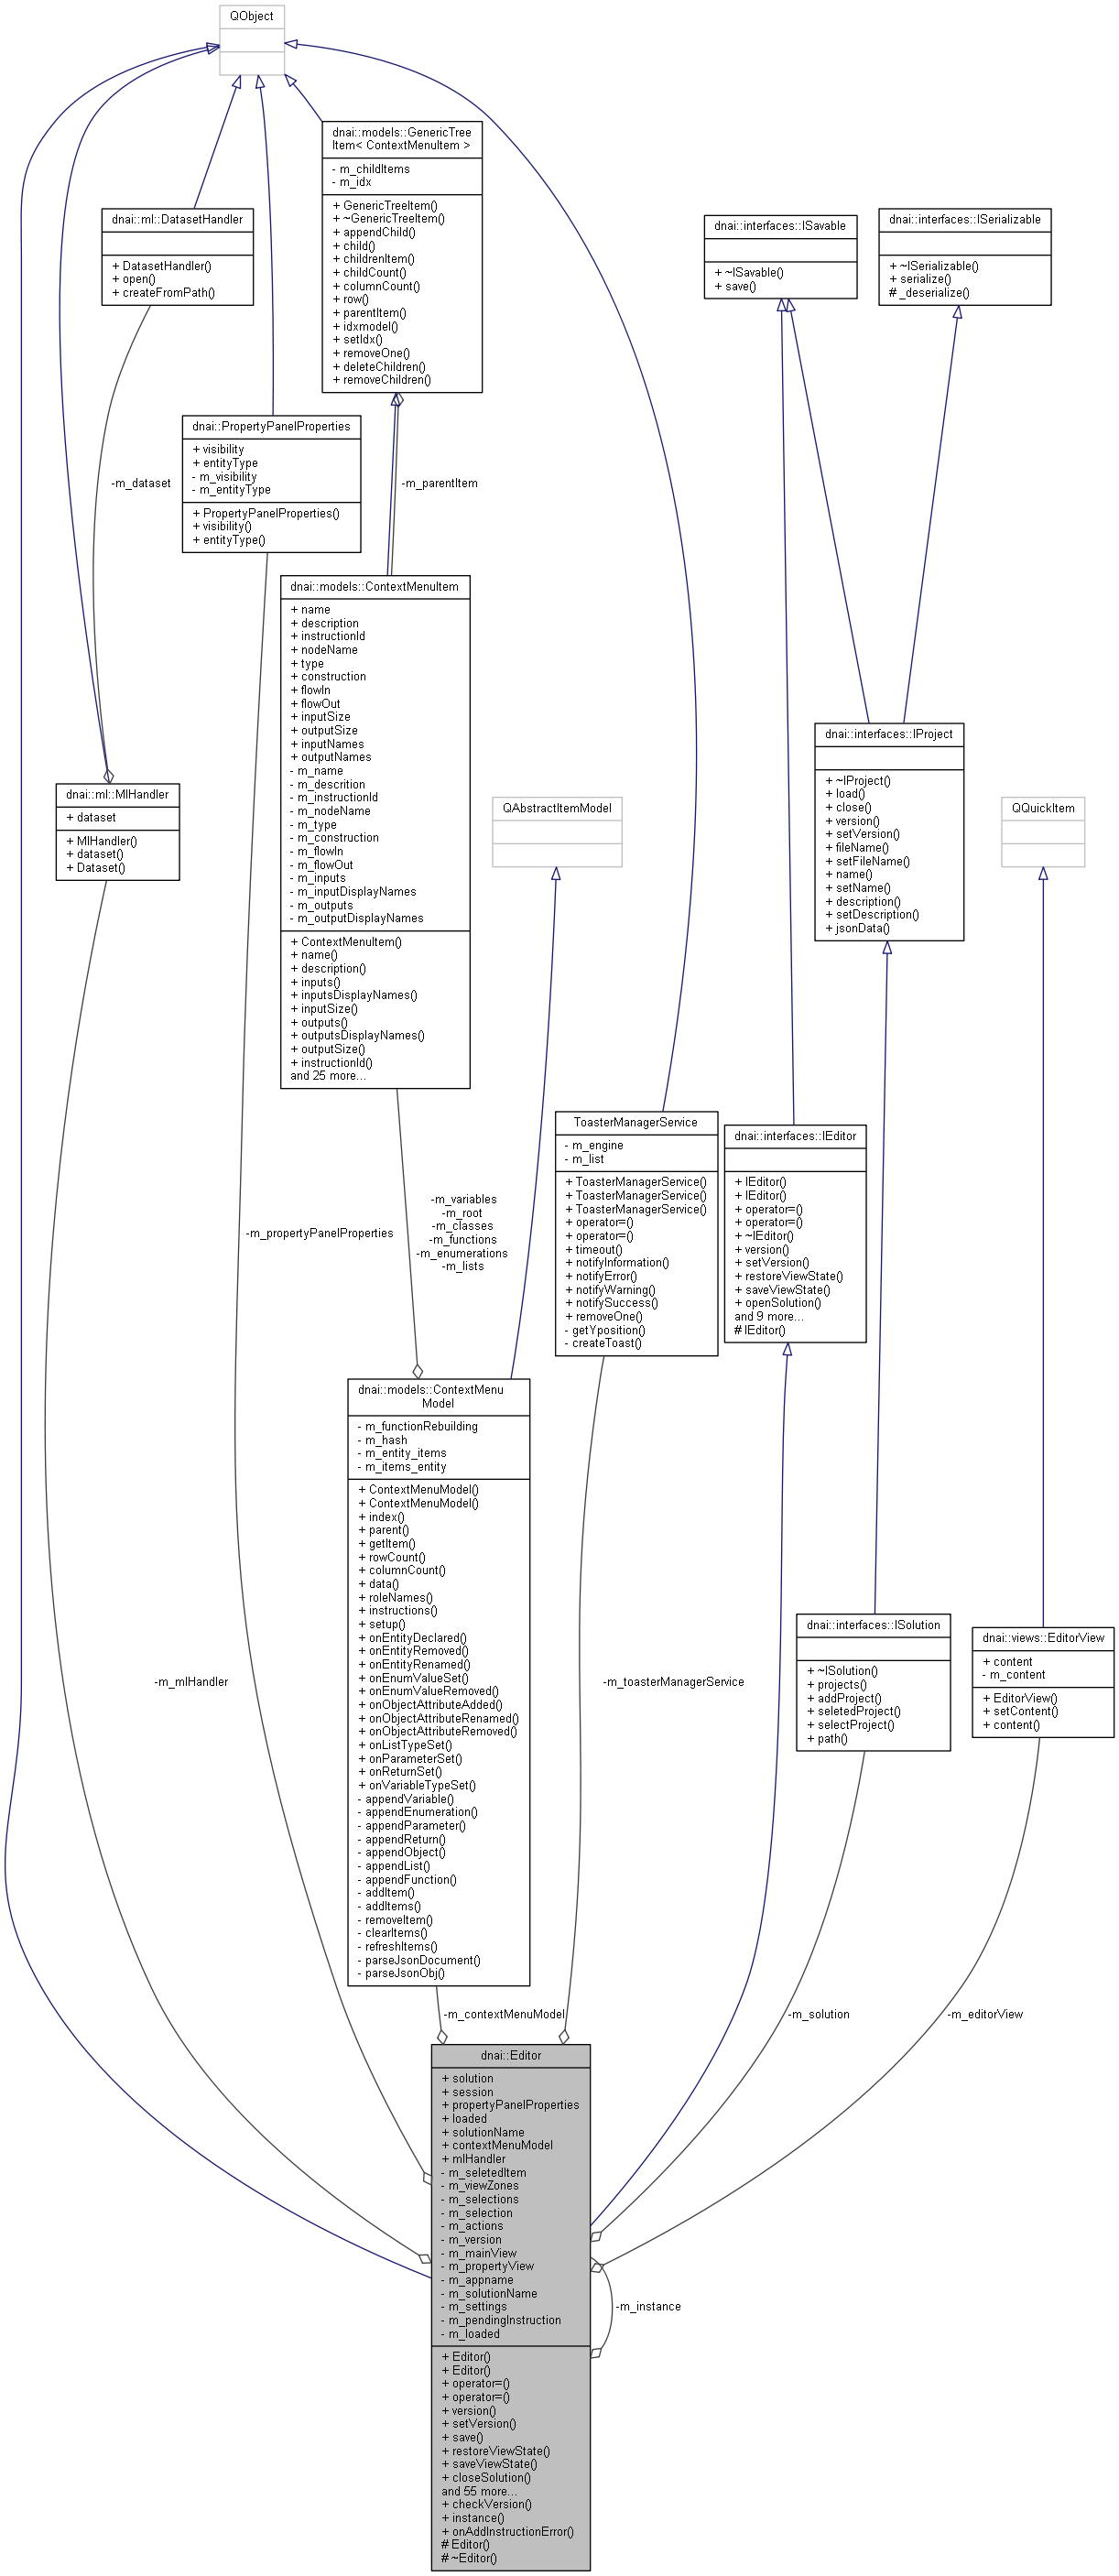 QObject
dnai::models::GenericTree
Item< ContextMenuItem >
- m_childItems
- m_idx
+ GenericTreeItem()
+ ~GenericTreeItem()
+ appendChild()
+ child()
+ childrenItem()
+ childCount()
+ columnCount()
+ row()
+ parentItem()
+ idxmodel()
+ setIdx()
+ removeOne()
+ deleteChildren()
+ removeChildren()
dnai::ml::DatasetHandler
+ DatasetHandler()
+ open()
+ createFromPath()
dnai::interfaces::ISavable
+ ~ISavable()
+ save()
dnai::interfaces::ISerializable
+ ~ISerializable()
+ serialize()
# _deserialize()
dnai::PropertyPanelProperties
+ visibility
+ entityType
- m_visibility
- m_entityType
+ PropertyPanelProperties()
+ visibility()
+ entityType()
-m_dataset
-m_parentItem
dnai::models::ContextMenuItem
+ name
+ description
+ instructionId
+ nodeName
+ type
+ construction
+ flowIn
+ flowOut
+ inputSize
+ outputSize
+ inputNames
+ outputNames
- m_name
- m_descrition
- m_instructionId
- m_nodeName
- m_type
- m_construction
- m_flowIn
- m_flowOut
- m_inputs
- m_inputDisplayNames
- m_outputs
- m_outputDisplayNames
+ ContextMenuItem()
+ name()
+ description()
+ inputs()
+ inputsDisplayNames()
+ inputSize()
+ outputs()
+ outputsDisplayNames()
+ outputSize()
+ instructionId()
and 25 more...
dnai::interfaces::IProject
+ ~IProject()
+ load()
+ close()
+ version()
+ setVersion()
+ fileName()
+ setFileName()
+ name()
+ setName()
+ description()
+ setDescription()
+ jsonData()
dnai::ml::MlHandler
+ dataset
+ MlHandler()
+ dataset()
+ Dataset()
QAbstractItemModel
QQuickItem
ToasterManagerService
- m_engine
- m_list
+ ToasterManagerService()
+ ToasterManagerService()
+ ToasterManagerService()
+ operator=()
+ operator=()
+ timeout()
+ notifyInformation()
+ notifyError()
+ notifyWarning()
+ notifySuccess()
+ removeOne()
- getYposition()
- createToast()
dnai::interfaces::IEditor
+ IEditor()
+ IEditor()
+ operator=()
+ operator=()
+ ~IEditor()
+ version()
+ setVersion()
+ restoreViewState()
+ saveViewState()
+ openSolution()
and 9 more...
# IEditor()
-m_propertyPanelProperties
-m_variables
-m_root
-m_classes
-m_functions
-m_enumerations
-m_lists
dnai::models::ContextMenu
Model
- m_functionRebuilding
- m_hash
- m_entity_items
- m_items_entity
+ ContextMenuModel()
+ ContextMenuModel()
+ index()
+ parent()
+ getItem()
+ rowCount()
+ columnCount()
+ data()
+ roleNames()
+ instructions()
+ setup()
+ onEntityDeclared()
+ onEntityRemoved()
+ onEntityRenamed()
+ onEnumValueSet()
+ onEnumValueRemoved()
+ onObjectAttributeAdded()
+ onObjectAttributeRenamed()
+ onObjectAttributeRemoved()
+ onListTypeSet()
+ onParameterSet()
+ onReturnSet()
+ onVariableTypeSet()
- appendVariable()
- appendEnumeration()
- appendParameter()
- appendReturn()
- appendObject()
- appendList()
- appendFunction()
- addItem()
- addItems()
- removeItem()
- clearItems()
- refreshItems()
- parseJsonDocument()
- parseJsonObj()
dnai::interfaces::ISolution
+ ~ISolution()
+ projects()
+ addProject()
+ seletedProject()
+ selectProject()
+ path()
dnai::views::EditorView
+ content
- m_content
+ EditorView()
+ setContent()
+ content()
-m_mlHandler
-m_toasterManagerService
-m_contextMenuModel
-m_solution
-m_editorView
dnai::Editor
+ solution
+ session
+ propertyPanelProperties
+ loaded
+ solutionName
+ contextMenuModel
+ mlHandler
- m_seletedItem
- m_viewZones
- m_selections
- m_selection
- m_actions
- m_version
- m_mainView
- m_propertyView
- m_appname
- m_solutionName
- m_settings
- m_pendingInstruction
- m_loaded
+ Editor()
+ Editor()
+ operator=()
+ operator=()
+ version()
+ setVersion()
+ save()
+ restoreViewState()
+ saveViewState()
+ closeSolution()
and 55 more...
+ checkVersion()
+ instance()
+ onAddInstructionError()
# Editor()
# ~Editor()
-m_instance